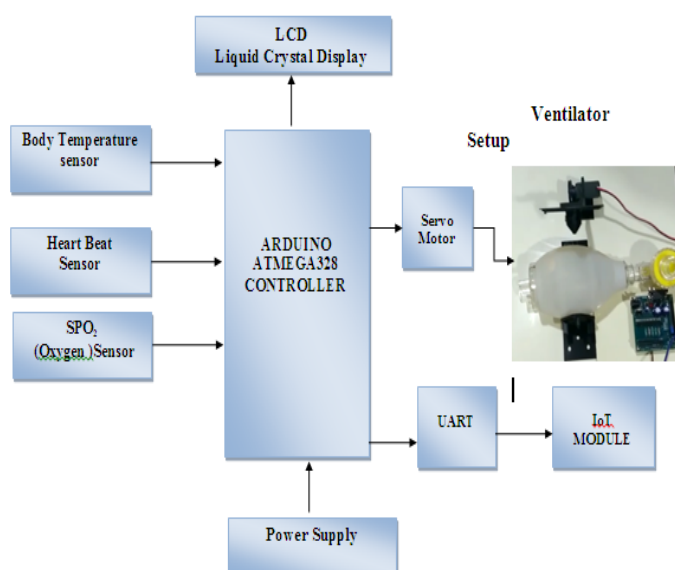 LCD
Liquid Crystal Display
Body Temperature
sensor
Heart Beat
Sensor
SPO₂
(Oxygen )Sensor
ARDUINO
ATMEGA328
CONTROLLER
Servo
Motor
Ventilator
Setup
UART
IoT
MODULE
Power Supply